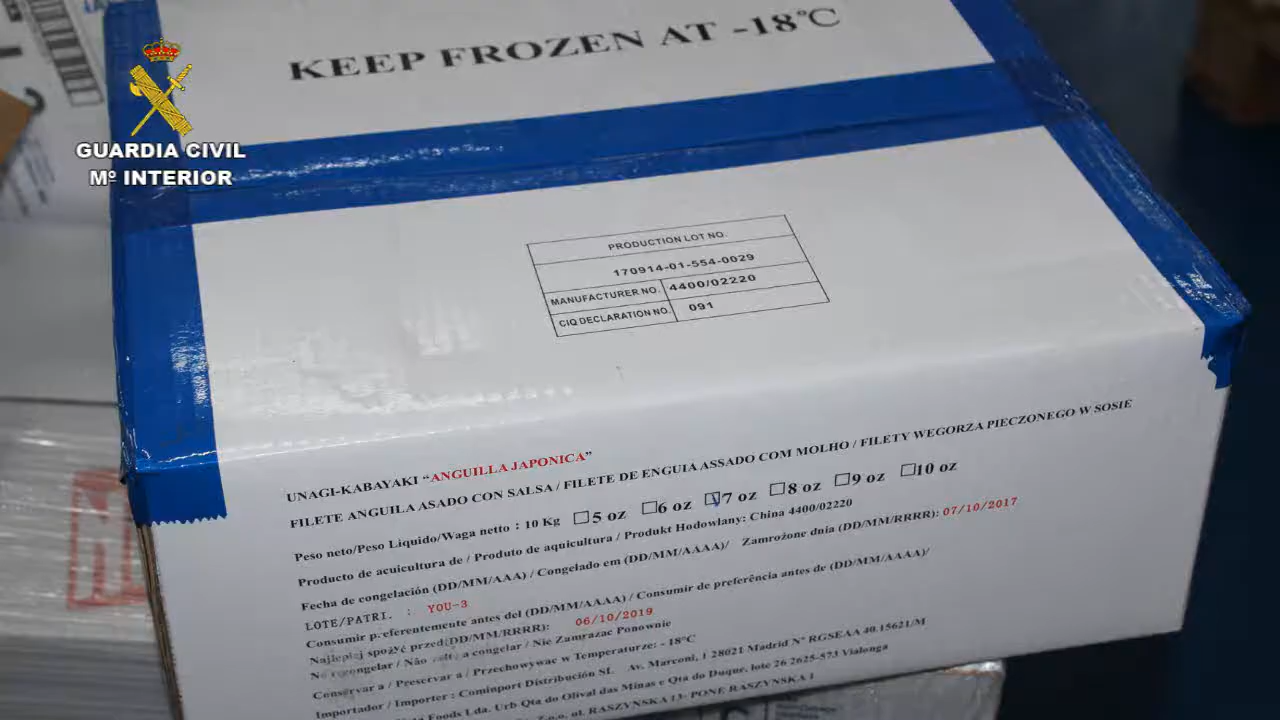 KEEP FROZEN AT -18℃
GUARDIA CIVIL
Mº INTERIOR
PRODUCTION LOT NO.
170914-01-554-0029
MANUFACTURER NO. 4400/02220
CIQ DECLARATION NO. 091
UNAGI-KABAYAKI “ANGUILLA JAPONICA”
FILETE ANGUILA ASADO CON SALSA / FILETE DE ENGUIA ASSADO COM MOLHO / FILETY WEGORZA PIECZONEGO W SOSIE
Peso neto/Peso Liquido/Waga netto : 10 Kg 5 oz 6 oz 7 oz 8 oz 9 oz 10 oz
Producto de acuicultura de / Produto de aquicultura / Produkt Hodowlany: China 4400/02220
Fecha de congelación (DD/MM/AAA) / Congelado em (DD/MM/AAAA)/ Zamrożone dnia (DD/MM/RRRR): 07/10/2017
LOTE/PATRI. : YOU-3
Consumir preferentemente antes del (DD/MM/AAAA) / Consumir de preferência antes de (DD/MM/AAAA)/
Najlepiej spożyć przed(DD/MM/RRRR): 06/10/2019
No recongelar / Não a congelar / Nie Zamrazac Ponownie
Conservar a / Preservar a / Przechowywac w Temperaturze: - 18°C
Importador / Importer : Comimport Distribución SL Av. Marconi, 1 28021 Madrid Nº RGSEAA 40.15621/M
Foods Lda. Urb Qta do Olival das Minas e Qta do Duque, lote 26 2625-573 Vialonga
Z.o.o, ul. RASZYNSKA 13- PONE RASZYNSKA 1